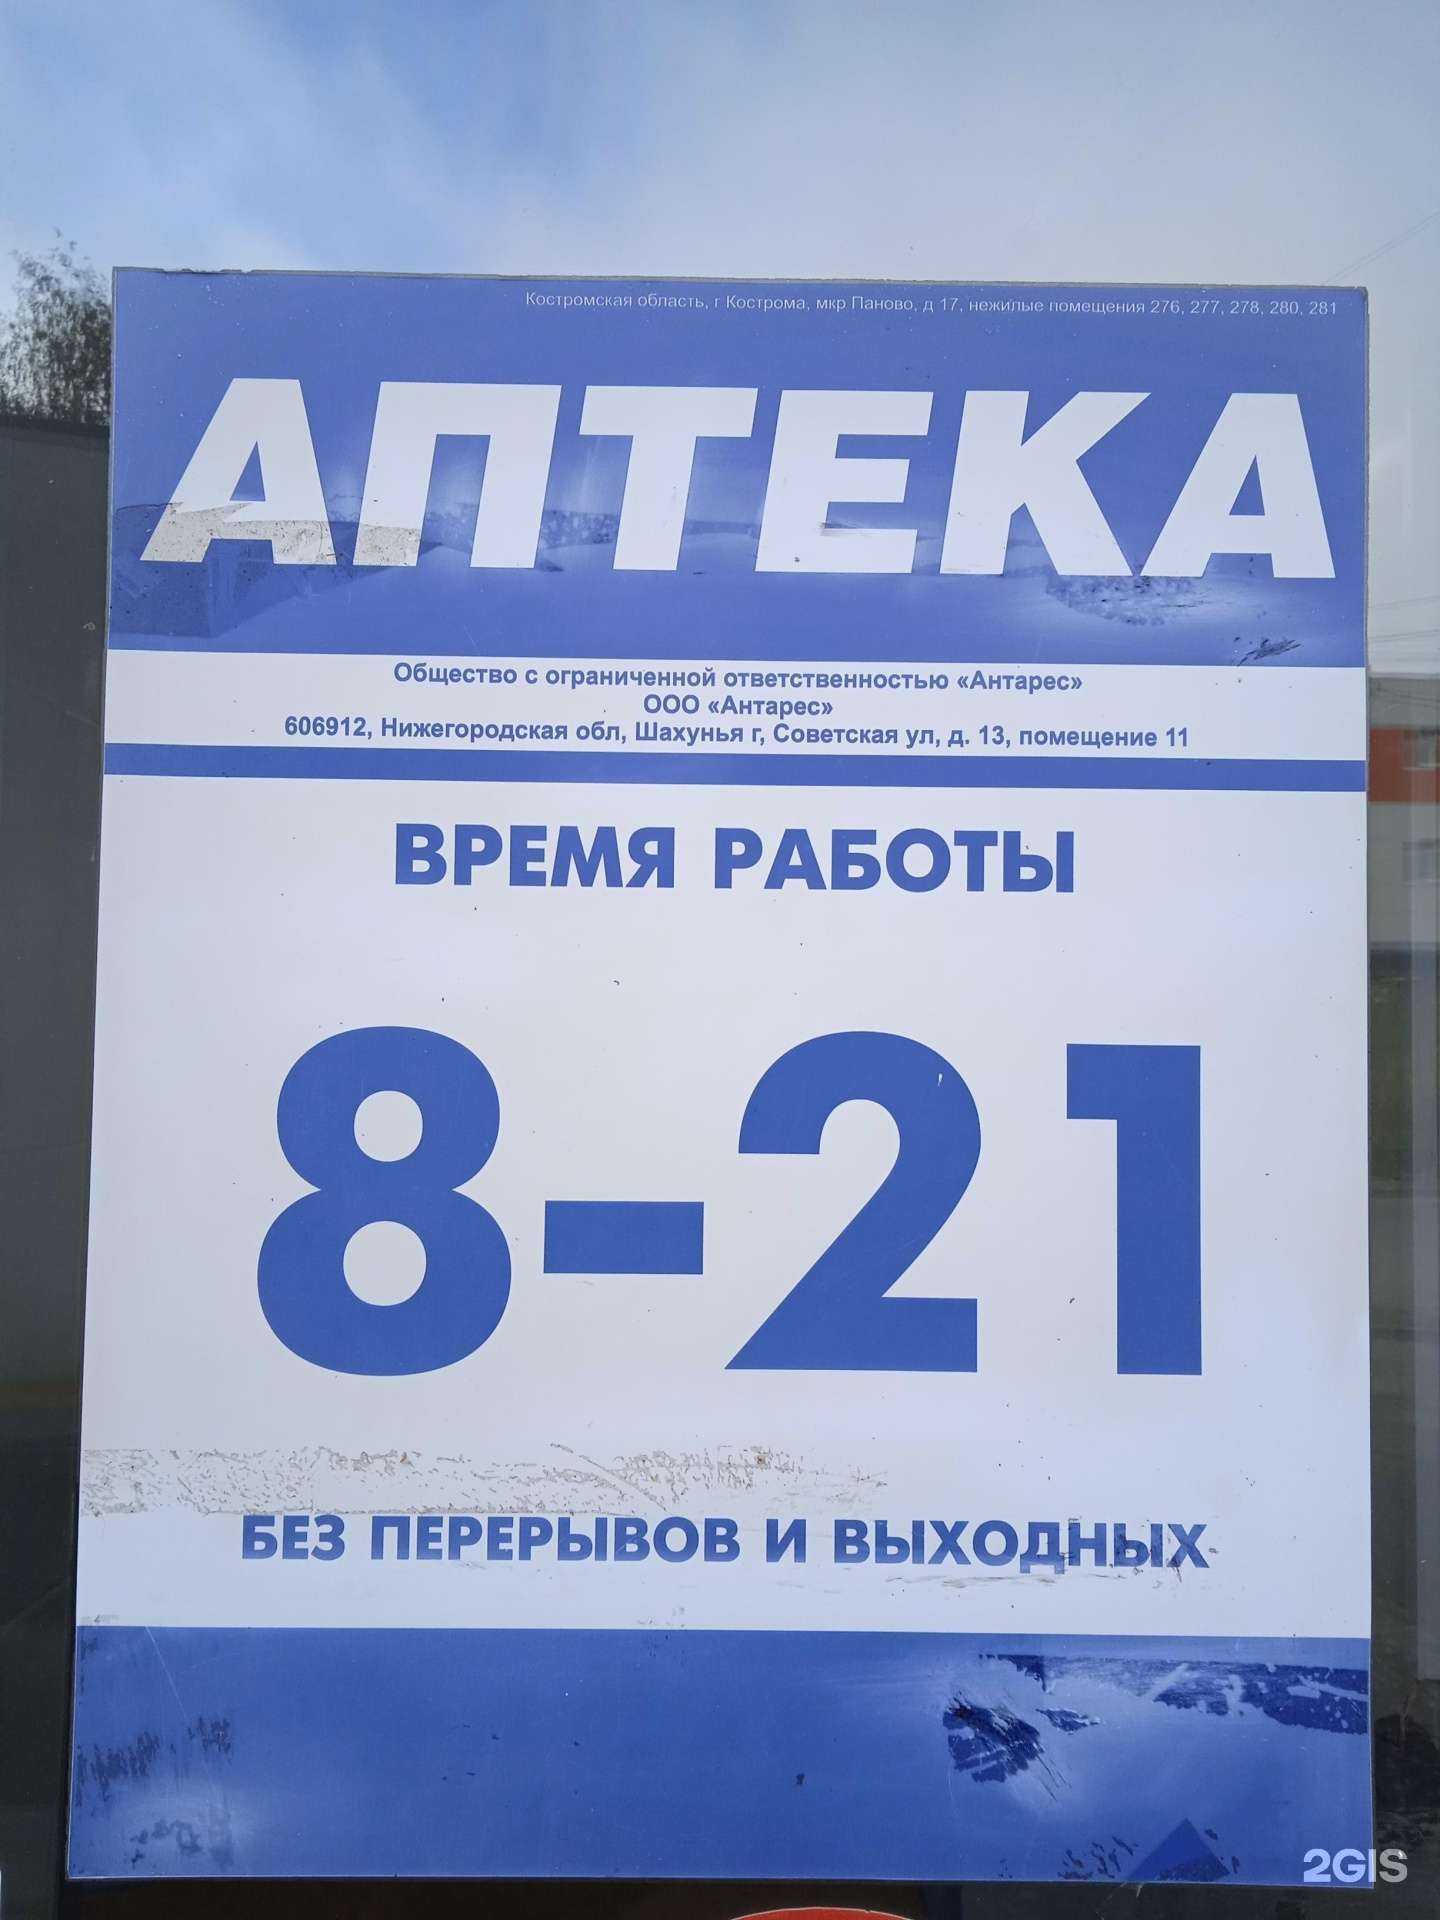 Костромская область, г Кострома, мкр Паново, д 17, нежилые помещения 276, 277, 278, 280, 281
АПТЕКА
Общество с ограниченной ответственностью «Антарес»
ООО «Антарес»
606912, Нижегородская обл, Шахунья г, Советская ул, д. 13, помещение 11
ВРЕМЯ РАБОТЫ
8-21
БЕЗ ПЕРЕРЫВОВ И ВЫХОДНЫХ
2GIS